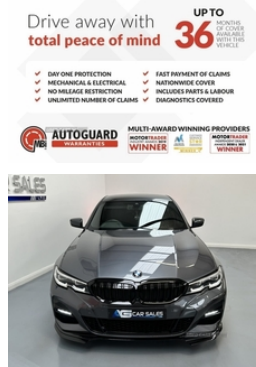 Drive away with
total peace of mind
UP TO
36
MONTHS
OF COVER
AVAILABLE
WITH THIS
VEHICLE
DAY ONE PROTECTION
MECHANICAL & ELECTRICAL
NO MILEAGE RESTRICTION
UNLIMITED NUMBER OF CLAIMS
FAST PAYMENT OF CLAIMS
NATIONWIDE COVER
INCLUDES PARTS & LABOUR
DIAGNOSTICS COVERED
MBi
AUTOGUARD
WARRANTIES
MULTI-AWARD WINNING PROVIDERS
MOTORTRADER
WINNER
MOTORTRADER
WINNER
SALES
AG CAR SALES